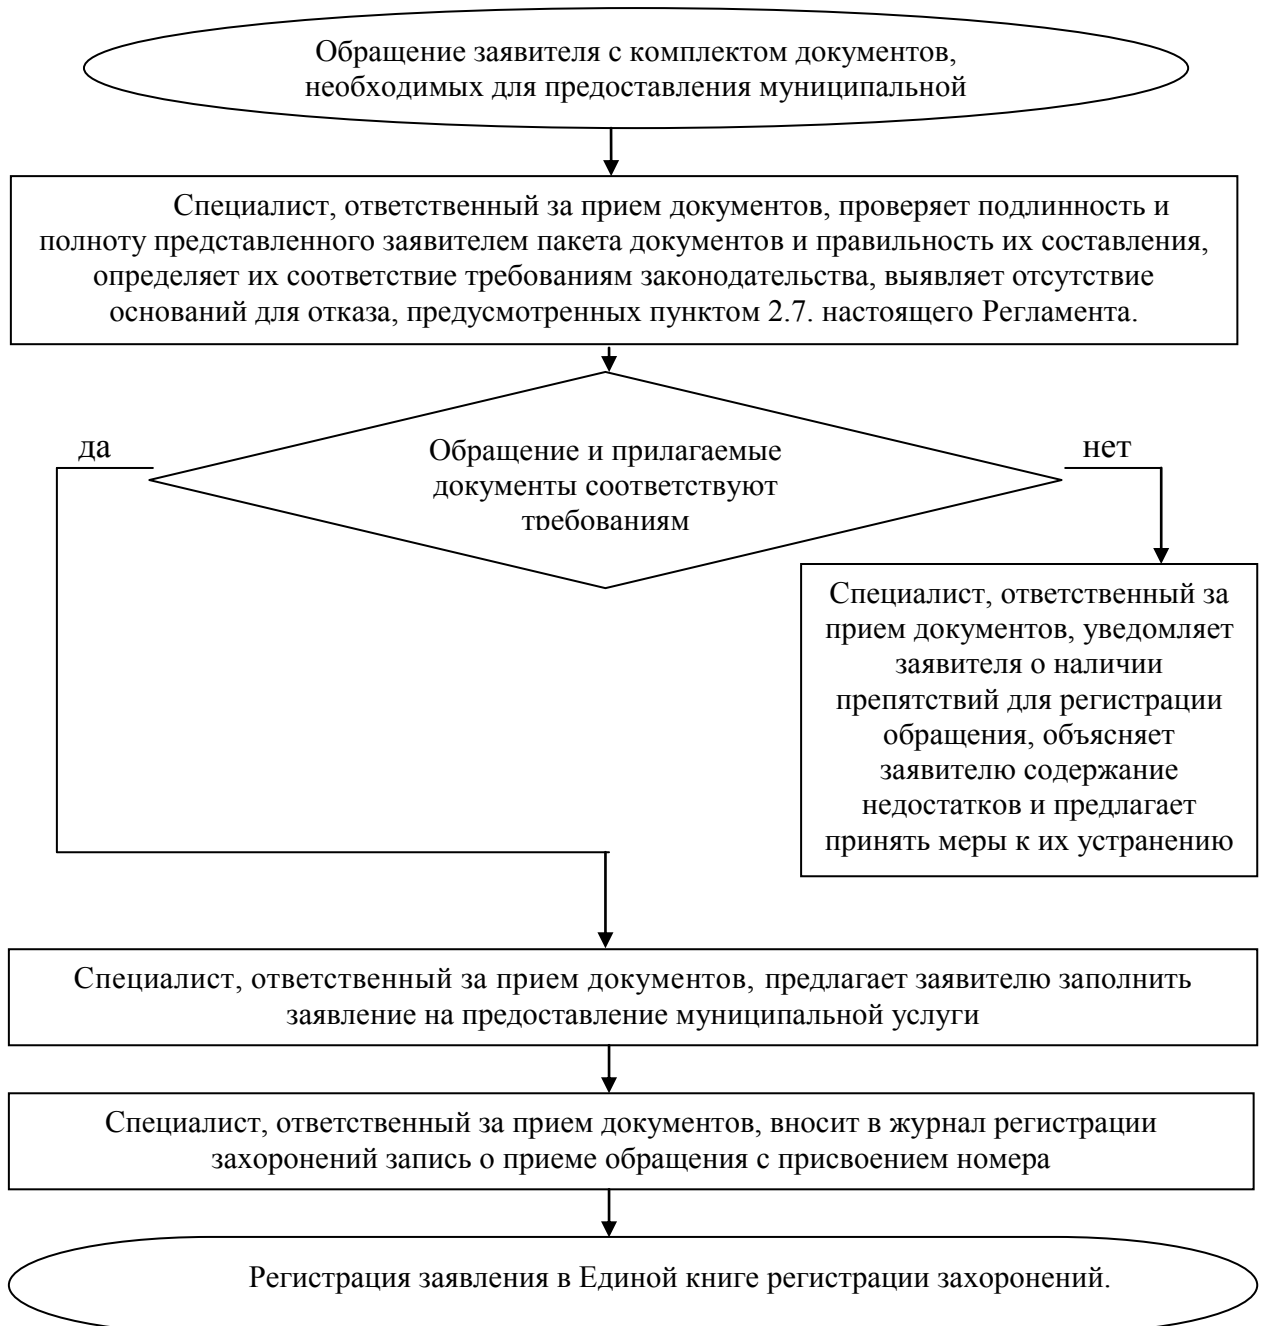 Обращение заявителя с комплектом документов,
необходимых для предоставления муниципальной
Специалист, ответственный за прием документов, проверяет подлинность и
полноту представленного заявителем пакета документов и правильность их составления,
определяет их соответствие требованиям законодательства, выявляет отсутствие
оснований для отказа, предусмотренных пунктом 2.7. настоящего Регламента.
да
Обращение и прилагаемые
документы соответствуют
требованиям
нет
Специалист, ответственный за
прием документов, уведомляет
заявителя о наличии
препятствий для регистрации
обращения, объясняет
заявителю содержание
недостатков и предлагает
принять меры к их устранению
Специалист, ответственный за прием документов, предлагает заявителю заполнить
заявление на предоставление муниципальной услуги
Специалист, ответственный за прием документов, вносит в журнал регистрации
захоронений запись о приеме обращения с присвоением номера
Регистрация заявления в Единой книге регистрации захоронений.